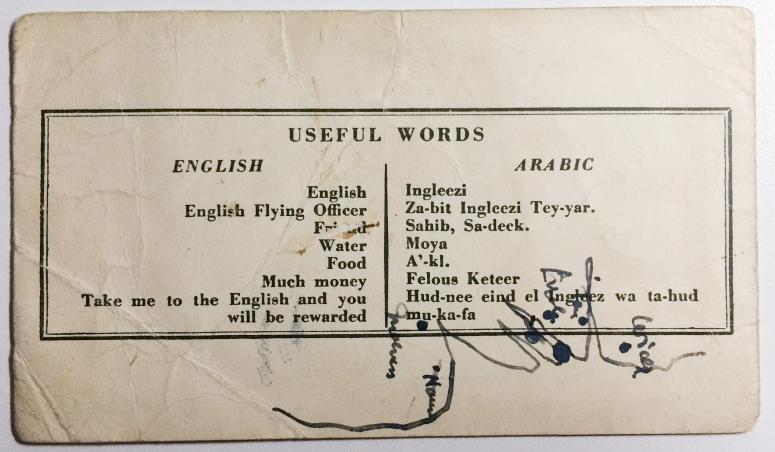 USEFUL WORDS
ENGLISH ARABIC
English Ingleezi
English Flying Officer Za-bit Ingleezi Tey-yar.
Friend Sahib, Sa-deek.
Water Moya
Food A'-kl.
Much money Felous Keteer
Take me to the English and you Hud-nee eind el Ingleez wa ta-hud
will be rewarded mu-ka-fa